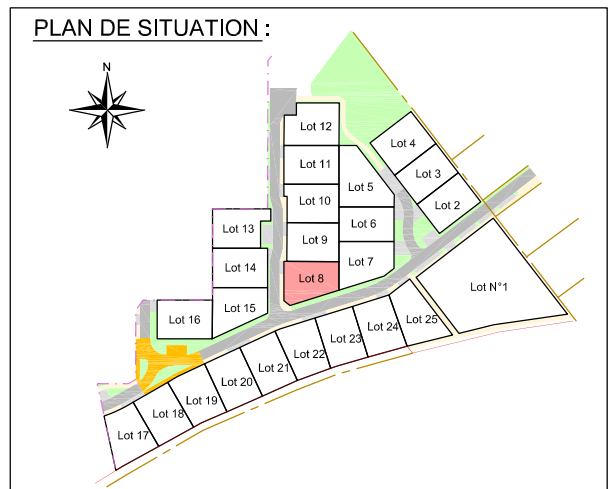 PLAN DE SITUATION :
N
Lot 12
Lot 4
Lot 11
Lot 3
Lot 5
Lot 10
Lot 2
Lot 6
Lot 13
Lot 9
Lot 7
Lot 14
Lot 8
Lot N°1
Lot 15
Lot 16
Lot 25
Lot 24
Lot 23
Lot 22
Lot 21
Lot 20
Lot 19
Lot 18
Lot 17